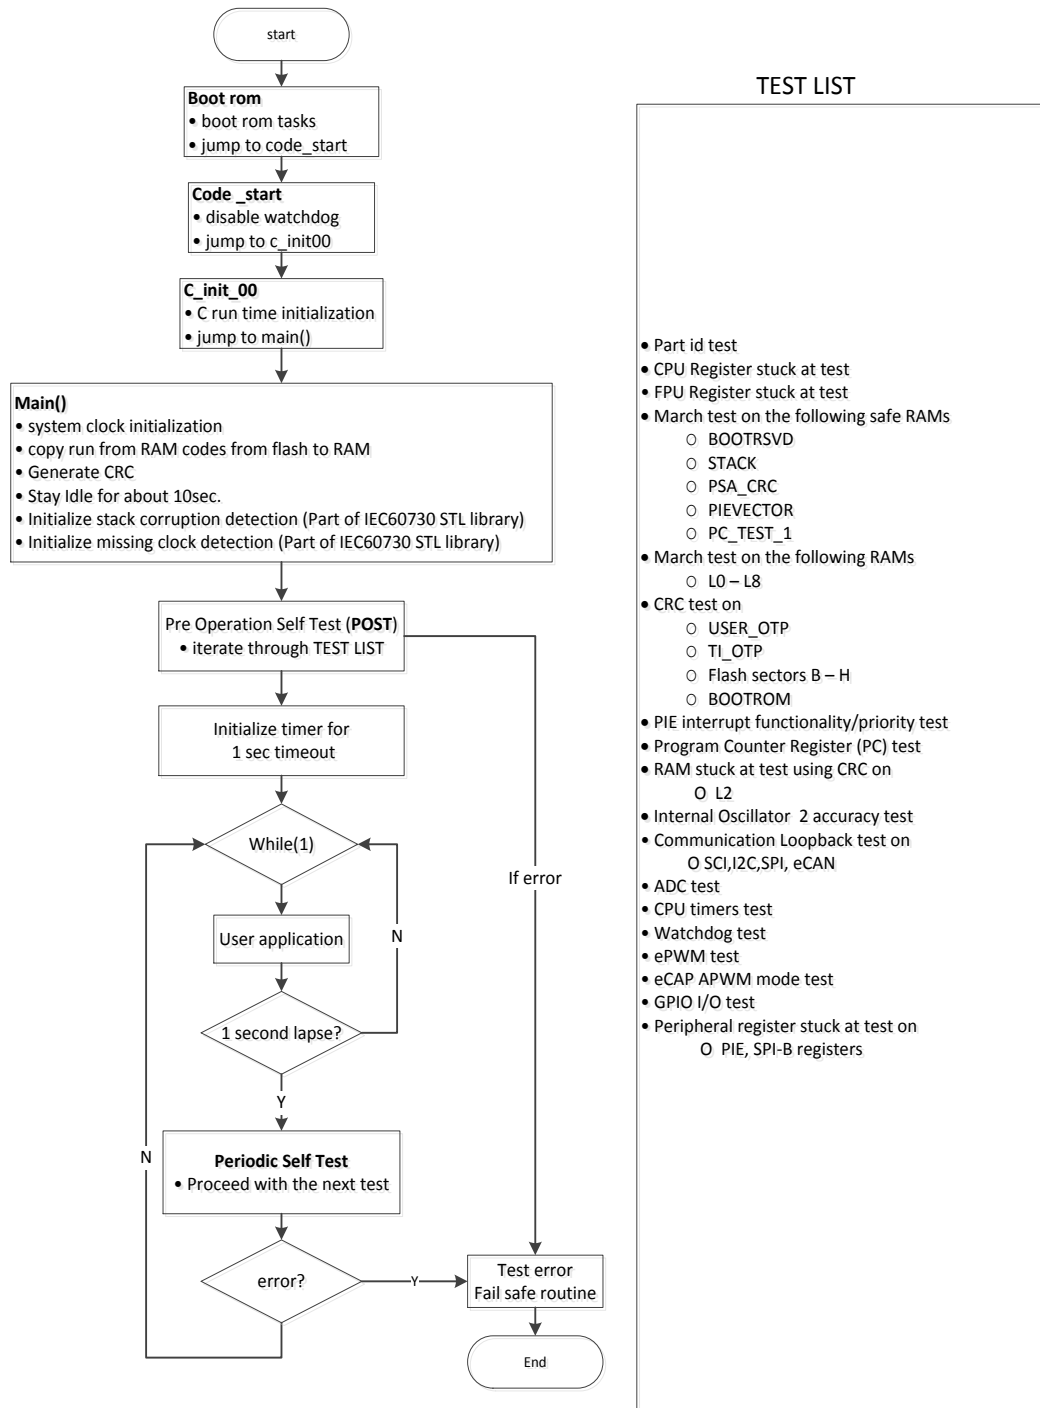 start
Boot rom
• boot rom tasks
• jump to code_start
Code _start
• disable watchdog
• jump to c_init00
C_init_00
• C run time initialization
• jump to main()
Main()
• system clock initialization
• copy run from RAM codes from flash to RAM
• Generate CRC
• Stay Idle for about 10sec.
• Initialize stack corruption detection (Part of IEC60730 STL library)
• Initialize missing clock detection (Part of IEC60730 STL library)
Pre Operation Self Test (POST)
• iterate through TEST LIST
Initialize timer for
1 sec timeout
While(1)
If error
User application
N
1 second lapse?
Y
N
Periodic Self Test
• Proceed with the next test
error?
Y
Test error
Fail safe routine
End
TEST LIST
• Part id test
• CPU Register stuck at test
• FPU Register stuck at test
• March test on the following safe RAMs
O BOOTRSVD
O STACK
O PSA_CRC
O PIEVECTOR
O PC_TEST_1
• March test on the following RAMs
O L0 – L8
• CRC test on
O USER_OTP
O TI_OTP
O Flash sectors B – H
O BOOTROM
• PIE interrupt functionality/priority test
• Program Counter Register (PC) test
• RAM stuck at test using CRC on
O L2
• Internal Oscillator 2 accuracy test
• Communication Loopback test on
O SCI,I2C,SPI, eCAN
• ADC test
• CPU timers test
• Watchdog test
• ePWM test
• eCAP APWM mode test
• GPIO I/O test
• Peripheral register stuck at test on
O PIE, SPI-B registers